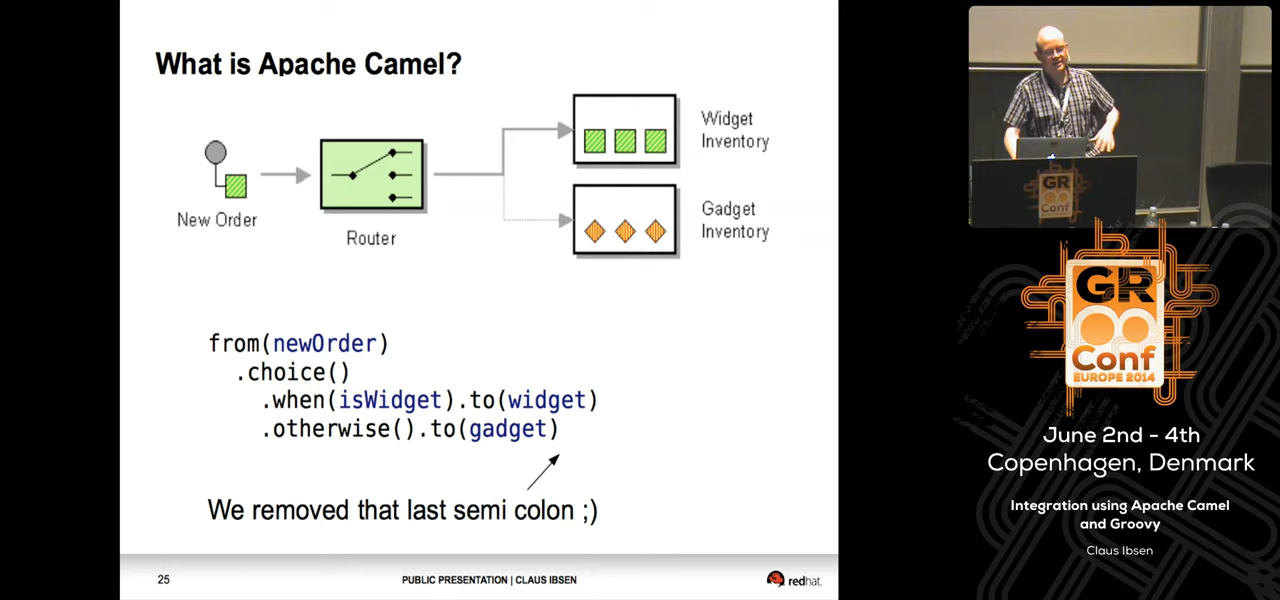 What is Apache Camel?
Widget
Inventory
New Order
Router
Gadget
Inventory
from(newOrder)
.choice()
.when(isWidget).to(widget)
.otherwise().to(gadget)
We removed that last semi colon ;)
25
PUBLIC PRESENTATION | CLAUS IBSEN
redhat.
GR
Conf
GR
Conf
EUROPE 2014
June 2nd - 4th
Copenhagen, Denmark
Integration using Apache Camel
and Groovy
Claus Ibsen